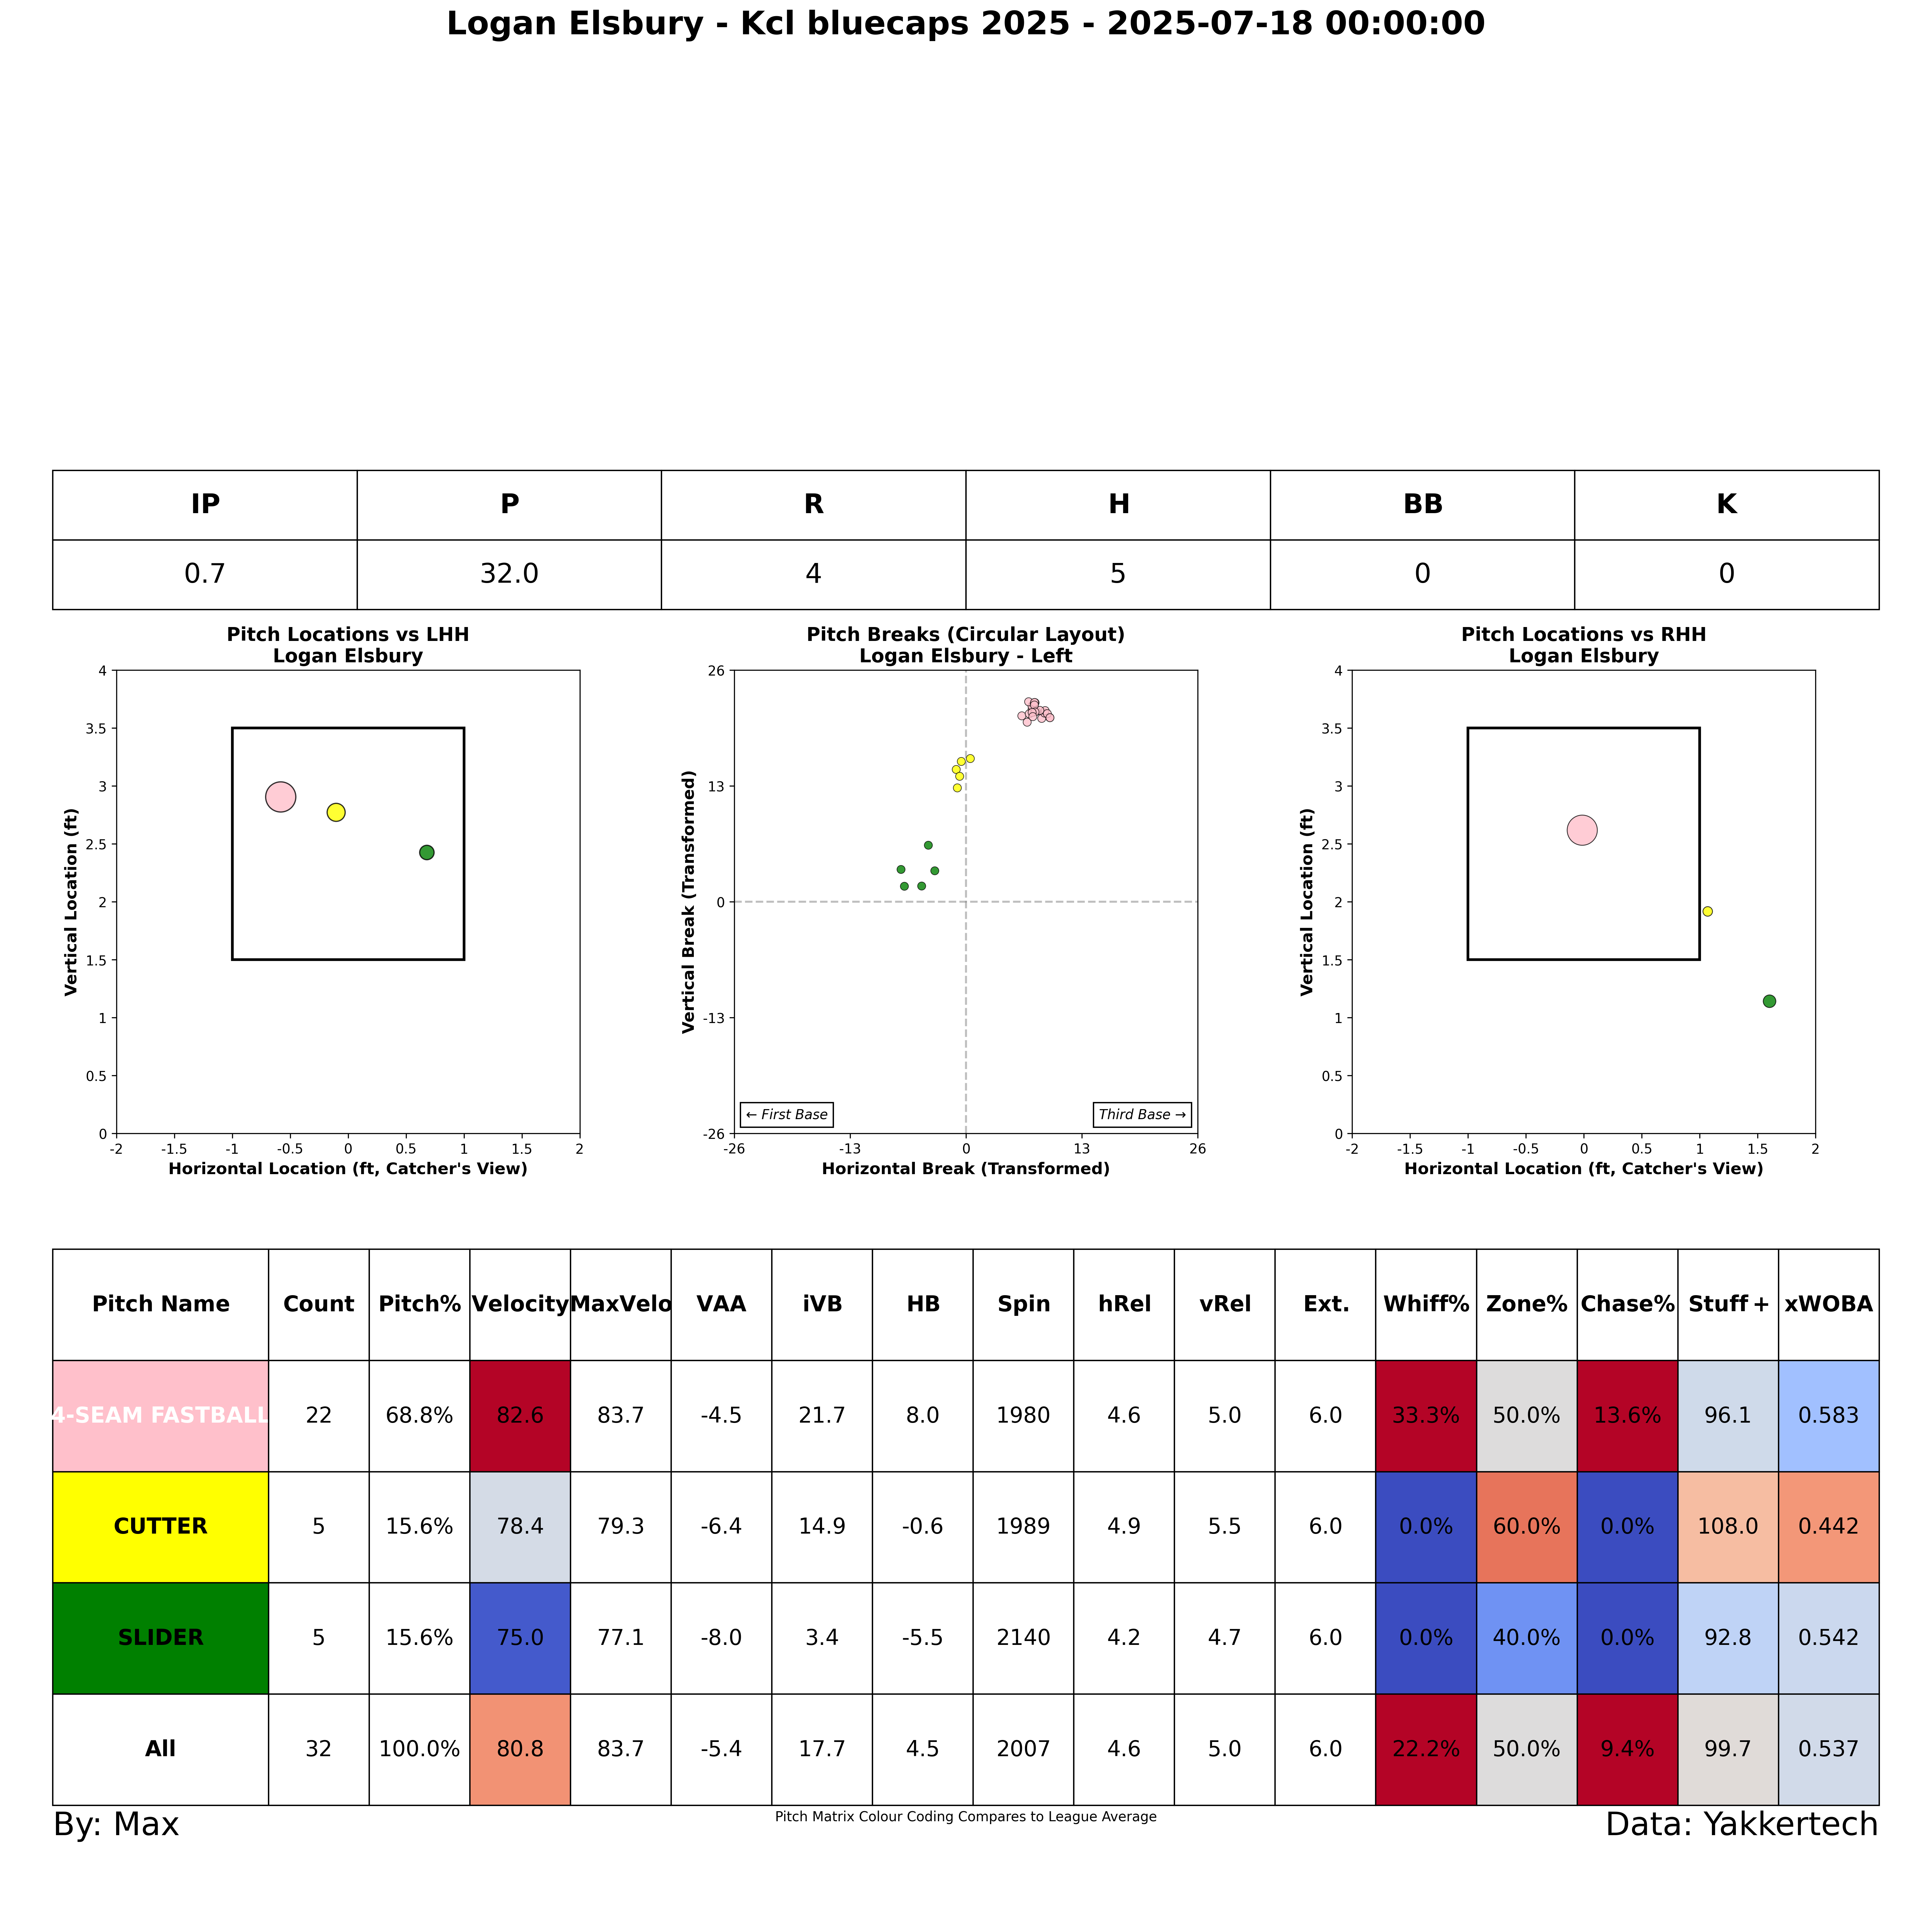 Logan Elsbury - Kcl bluecaps 2025 - 2025-07-18 00:00:00
IP P R H BB K
0.7 32.0 4 5 0 0
Pitch Locations vs LHH
Logan Elsbury
4
3.5
3
2.5
2
1.5
1
0.5
0
Vertical Location (ft)
-2 -1.5 -1 -0.5 0 0.5 1 1.5 2
Horizontal Location (ft, Catcher's View)
Pitch Breaks (Circular Layout)
Logan Elsbury - Left
26
13
0
-13
-26
Vertical Break (Transformed)
← First Base
Third Base →
-26 -13 0 13 26
Horizontal Break (Transformed)
Pitch Locations vs RHH
Logan Elsbury
4
3.5
3
2.5
2
1.5
1
0.5
0
Vertical Location (ft)
-2 -1.5 -1 -0.5 0 0.5 1 1.5 2
Horizontal Location (ft, Catcher's View)
Pitch Name Count Pitch% Velocity MaxVelo VAA iVB HB Spin hRel vRel Ext. Whiff% Zone% Chase% Stuff+ xWOBA
4-SEAM FASTBALL 22 68.8% 82.6 83.7 -4.5 21.7 8.0 1980 4.6 5.0 6.0 33.3% 50.0% 13.6% 96.1 0.583
CUTTER 5 15.6% 78.4 79.3 -6.4 14.9 -0.6 1989 4.9 5.5 6.0 0.0% 60.0% 0.0% 108.0 0.442
SLIDER 5 15.6% 75.0 77.1 -8.0 3.4 -5.5 2140 4.2 4.7 6.0 0.0% 40.0% 0.0% 92.8 0.542
All 32 100.0% 80.8 83.7 -5.4 17.7 4.5 2007 4.6 5.0 6.0 22.2% 50.0% 9.4% 99.7 0.537
By: Max
Pitch Matrix Colour Coding Compares to League Average
Data: Yakkertech